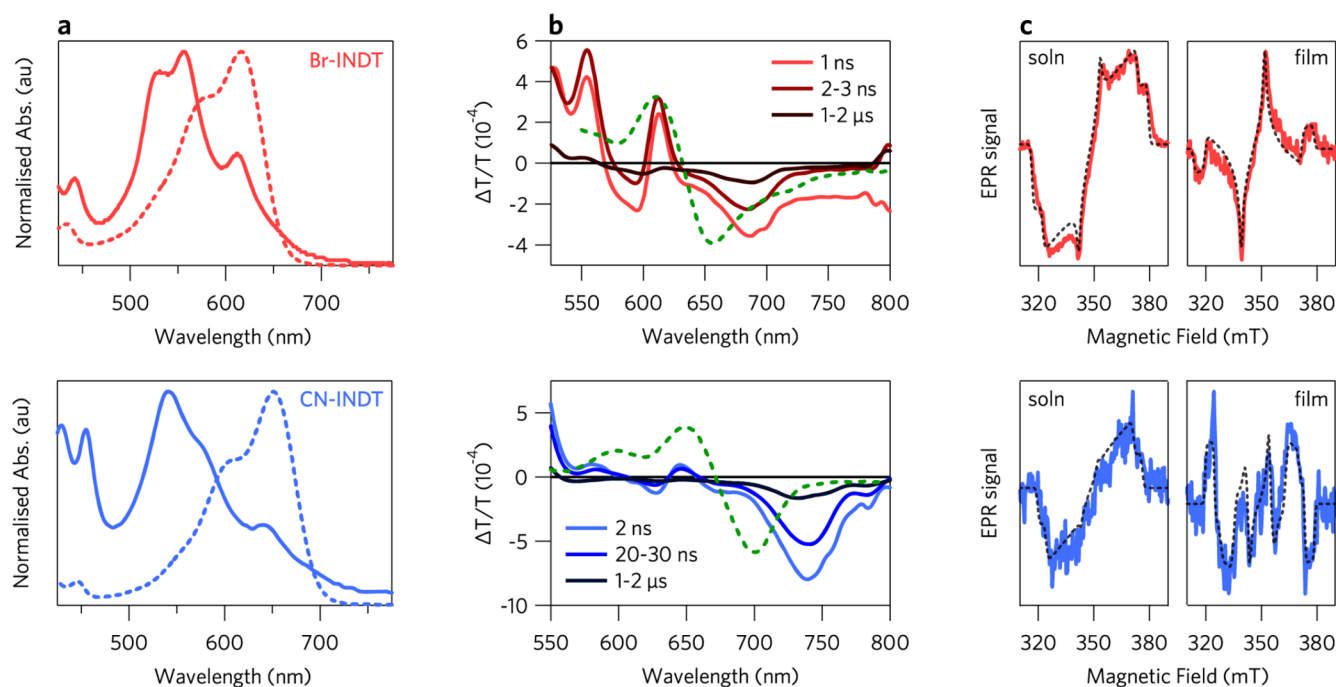 a
Br-INDT
Normalised Abs. (au)
500 600 700
Wavelength (nm)
b
6
4
2
0
-2
-4
ΔT/T (10⁻⁴)
1 ns
2-3 ns
1-2 µs
550 600 650 700 750 800
Wavelength (nm)
c
soln
film
EPR signal
320 350 380 320 350 380
Magnetic Field (mT)
CN-INDT
Normalised Abs. (au)
500 600 700
Wavelength (nm)
5
0
-5
-10
ΔT/T (10⁻⁴)
2 ns
20-30 ns
1-2 µs
550 600 650 700 750 800
Wavelength (nm)
soln
film
EPR signal
320 350 380 320 350 380
Magnetic Field (mT)